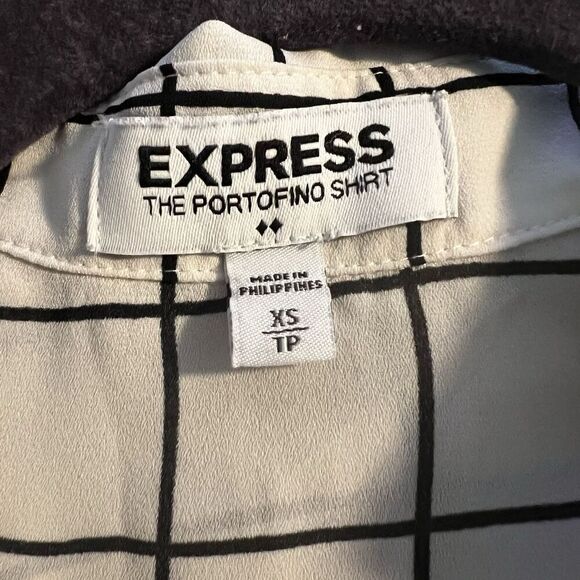 EXPRESS
THE PORTOFINO SHIRT
MADE IN
PHILIPPINES
XS
TP